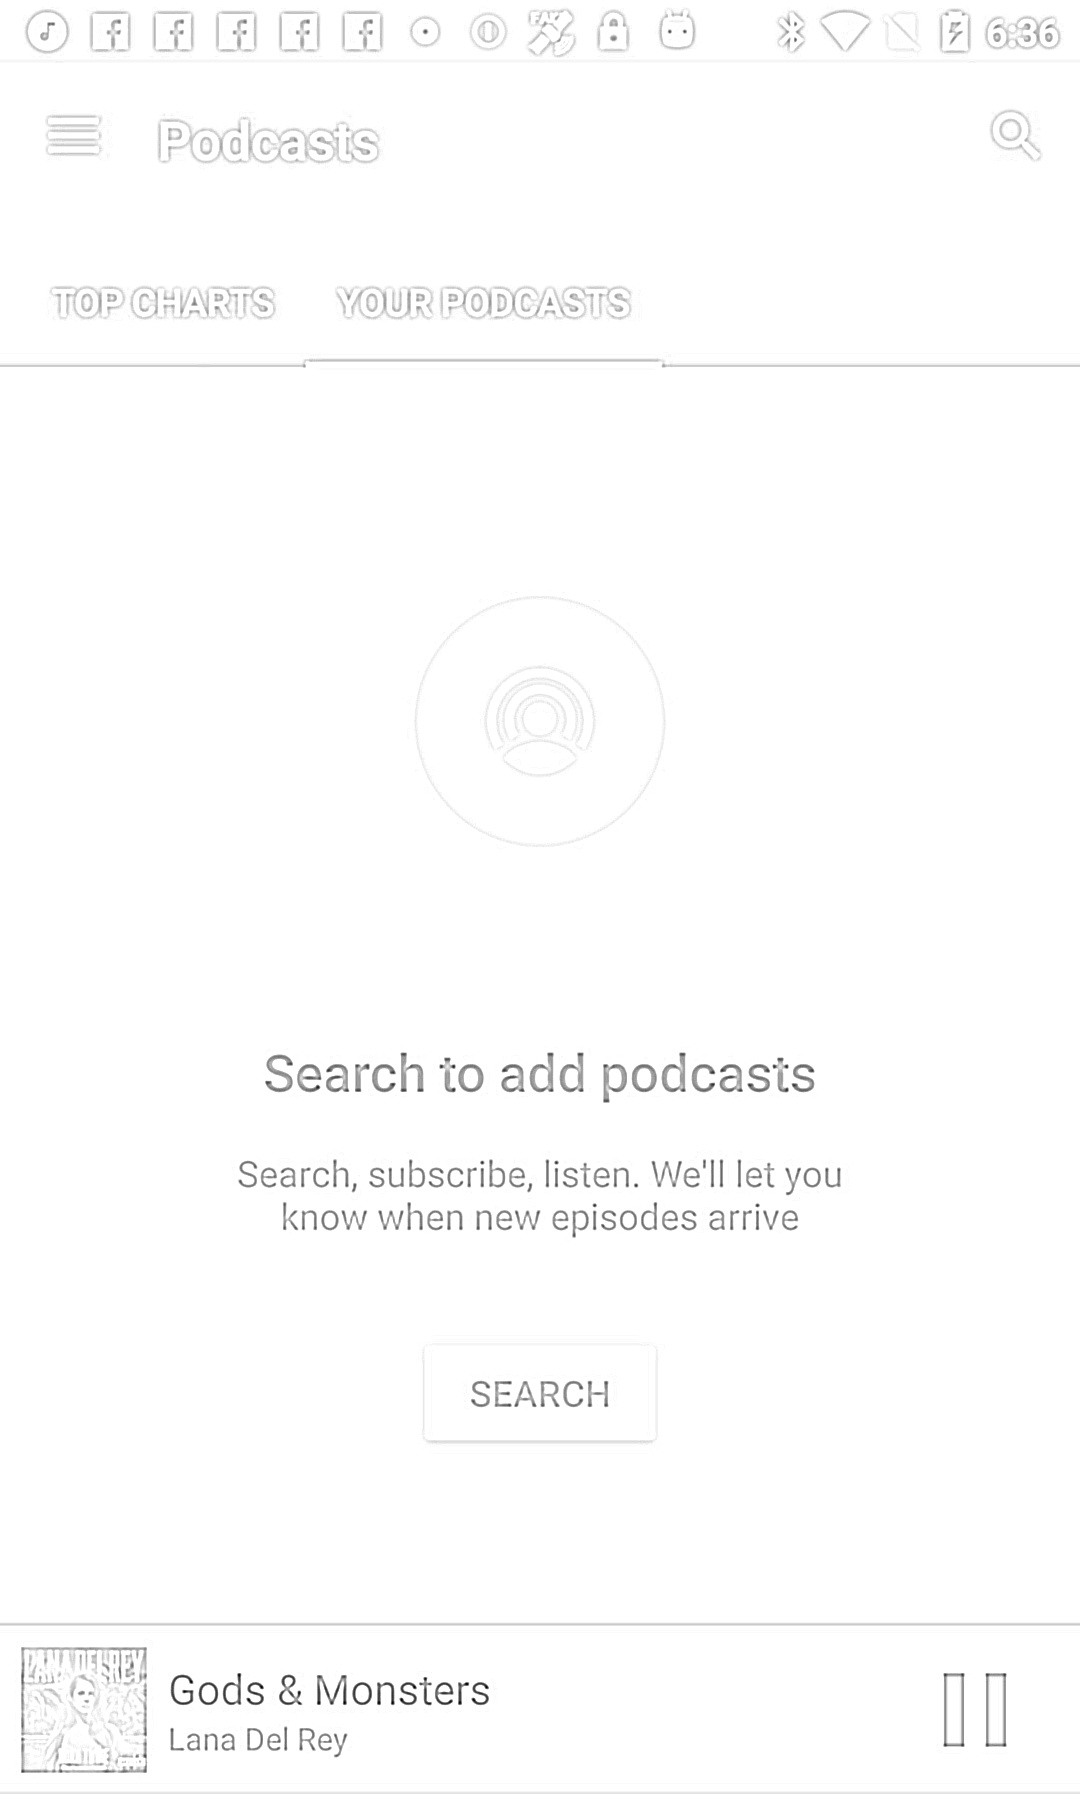 6:36
Podcasts
TOP CHARTS YOUR PODCASTS
Search to add podcasts
Search, subscribe, listen. We'll let you
know when new episodes arrive
SEARCH
LANA DEL REY
Gods & Monsters
Lana Del Rey